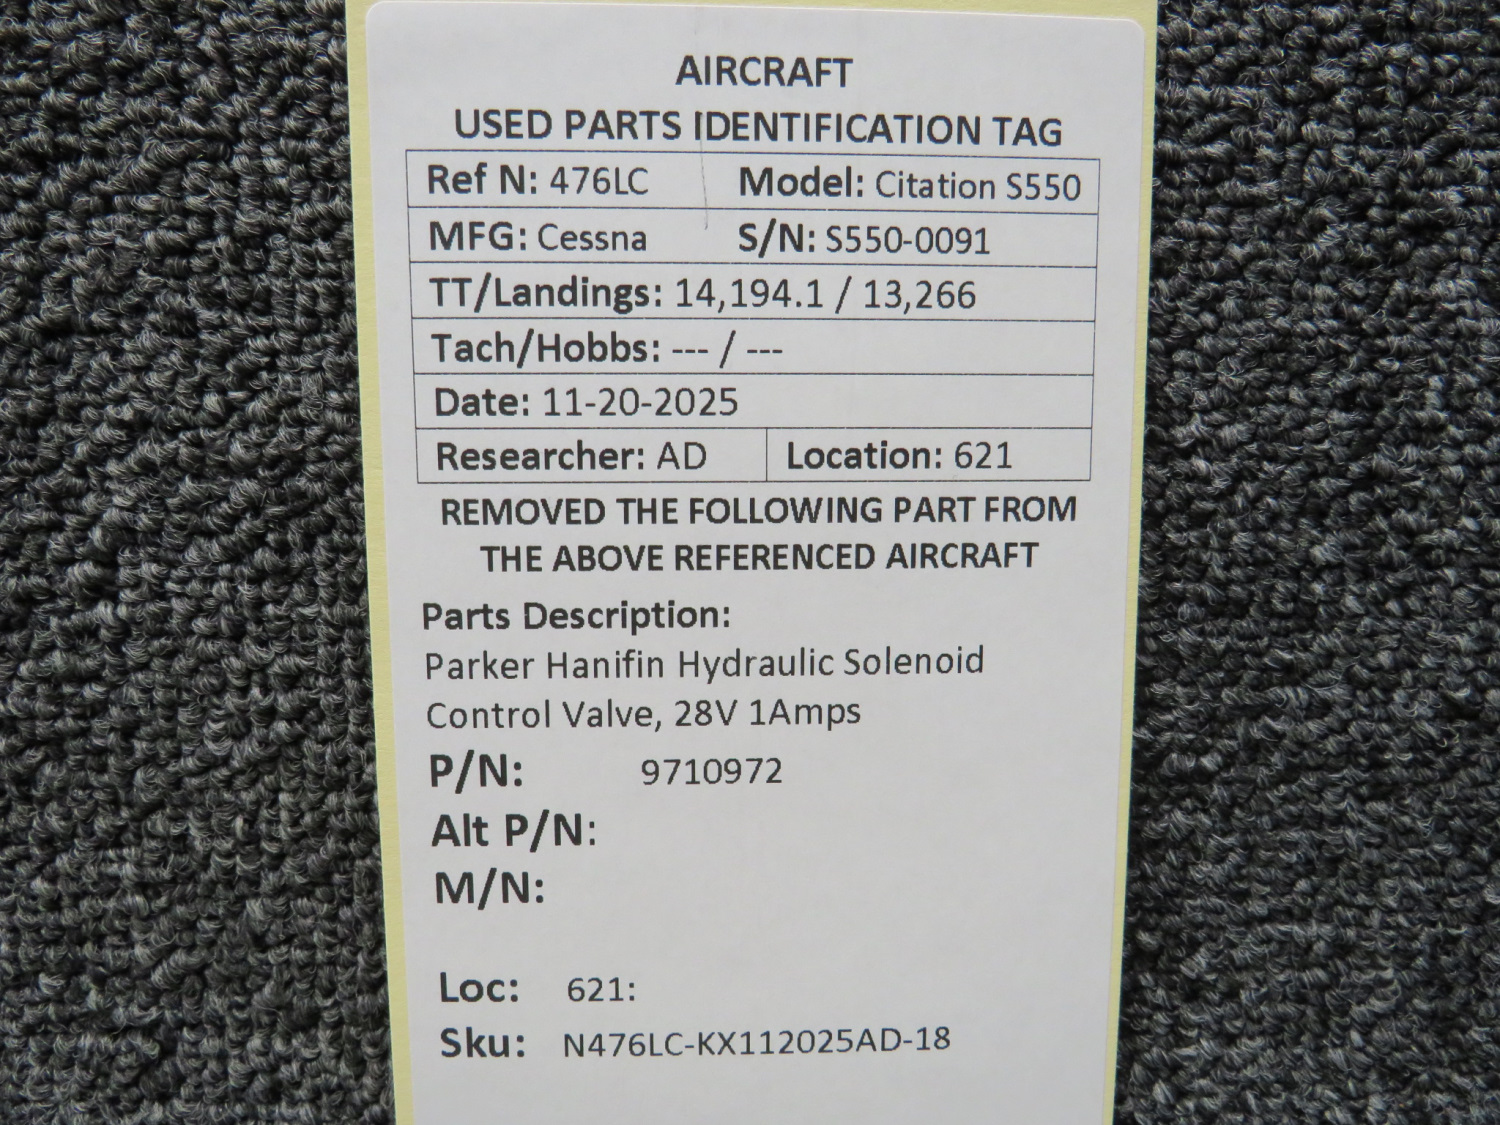 AIRCRAFT
USED PARTS IDENTIFICATION TAG
Ref N: 476LC Model: Citation S550
MFG: Cessna S/N: S550-0091
TT/Landings: 14,194.1 / 13,266
Tach/Hobbs: --- / ---
Date: 11-20-2025
Researcher: AD Location: 621
REMOVED THE FOLLOWING PART FROM
THE ABOVE REFERENCED AIRCRAFT
Parts Description:
Parker Hanifin Hydraulic Solenoid
Control Valve, 28V 1Amps
P/N: 9710972
Alt P/N:
M/N:
Loc: 621:
Sku: N476LC-KX112025AD-18